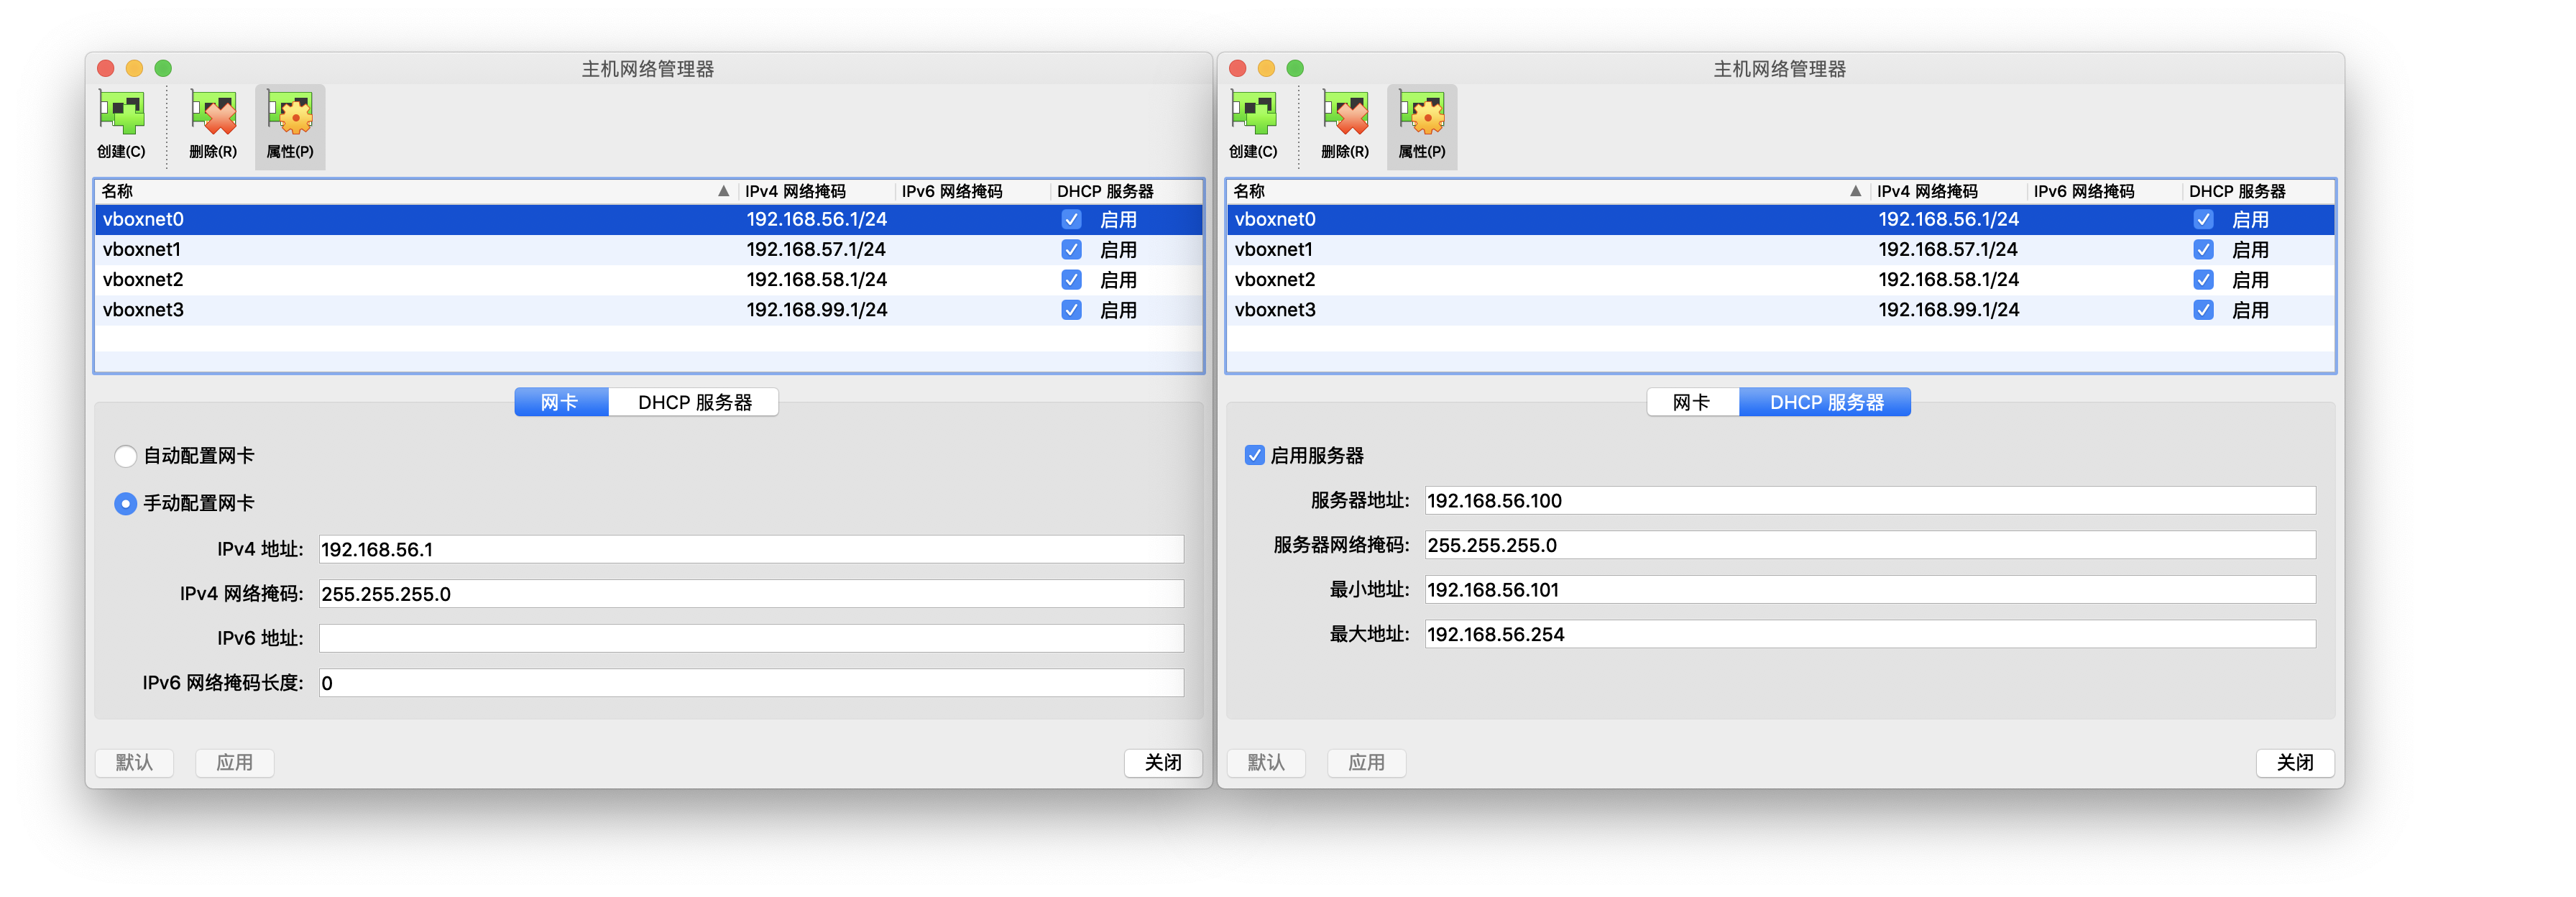 主机网络管理器
创建(C) 删除(R) 属性(P)
名称 IPv4 网络掩码 IPv6 网络掩码 DHCP 服务器
vboxnet0 192.168.56.1/24 启用
vboxnet1 192.168.57.1/24 启用
vboxnet2 192.168.58.1/24 启用
vboxnet3 192.168.99.1/24 启用
网卡 DHCP 服务器
自动配置网卡
手动配置网卡
IPv4 地址: 192.168.56.1
IPv4 网络掩码: 255.255.255.0
IPv6 地址:
IPv6 网络掩码长度: 0
默认 应用 关闭
主机网络管理器
创建(C) 删除(R) 属性(P)
名称 IPv4 网络掩码 IPv6 网络掩码 DHCP 服务器
vboxnet0 192.168.56.1/24 启用
vboxnet1 192.168.57.1/24 启用
vboxnet2 192.168.58.1/24 启用
vboxnet3 192.168.99.1/24 启用
网卡 DHCP 服务器
启用服务器
服务器地址: 192.168.56.100
服务器网络掩码: 255.255.255.0
最小地址: 192.168.56.101
最大地址: 192.168.56.254
默认 应用 关闭